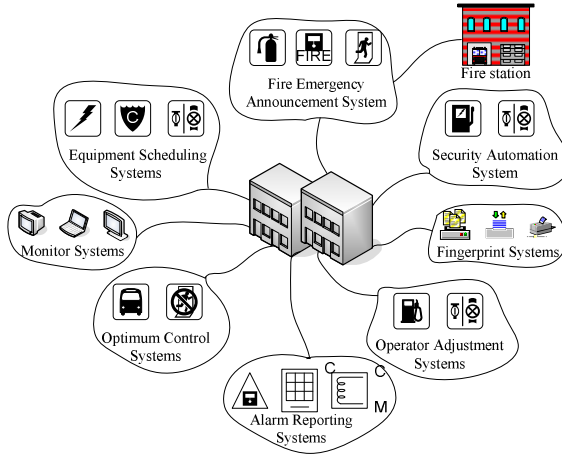 FIRE
Fire Emergency
Announcement System
Fire station
C
Equipment Scheduling
Systems
Security Automation
System
Monitor Systems
Fingerprint Systems
Optimum Control
Systems
Operator Adjustment
Systems
C
C
M
Alarm Reporting
Systems